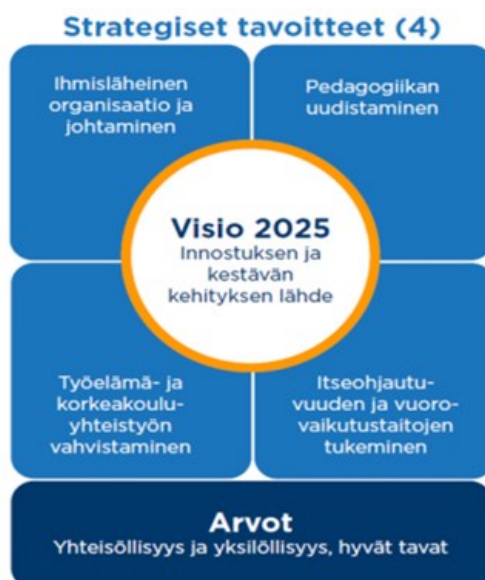 Strategiset tavoitteet (4)
Ihmisläheinen
organisaatio ja
johtaminen
Pedagogiikan
uudistaminen
Visio 2025
Innostuksen ja
kestävän
kehityksen lähde
Työelämä- ja
korkeakoulu-
yhteistyön
vahvistaminen
Itseohjautu-
vuuden ja vuoro-
vaikutustaitojen
tukeminen
Arvot
Yhteisöllisyys ja yksilöllisyys, hyvät tavat